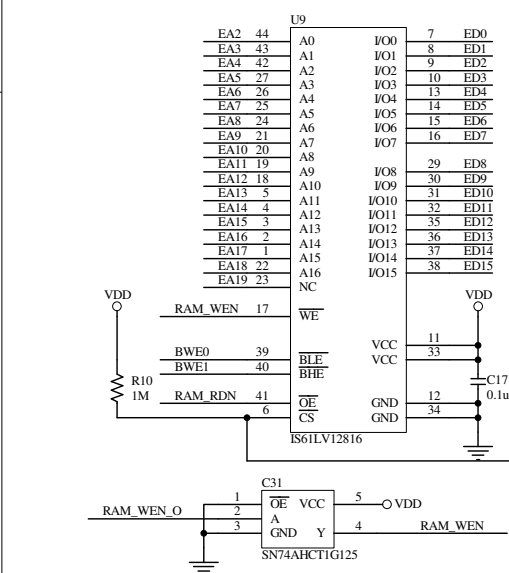 U9
EA2 44 A0 I/O0 7 ED0
EA3 43 A1 I/O1 8 ED1
EA4 42 A2 I/O2 9 ED2
EA5 27 A3 I/O3 10 ED3
EA6 26 A4 I/O4 13 ED4
EA7 25 A5 I/O5 14 ED5
EA8 24 A6 I/O6 15 ED6
EA9 21 A7 I/O7 16 ED7
EA10 20 A8
EA11 19 A9 I/O8 29 ED8
EA12 18 A10 I/O9 30 ED9
EA13 5 A11 I/O10 31 ED10
EA14 4 A12 I/O11 32 ED11
EA15 3 A13 I/O12 35 ED12
EA16 2 A14 I/O13 36 ED13
EA17 1 A15 I/O14 37 ED14
EA18 22 A16 I/O15 38 ED15
EA19 23 NC
VDD VDD
RAM_WEN 17 WE
VCC 11
BWE0 39 BLE VCC 33
BWE1 40 BHE
R10 C17
1M 0.1u
RAM_RDN 41 OE GND 12
6 CS GND 34
IS61LV12816
C31
1 OE VCC 5 VDD
RAM_WEN_O 2 A
3 GND Y 4 RAM_WEN
SN74AHCT1G125